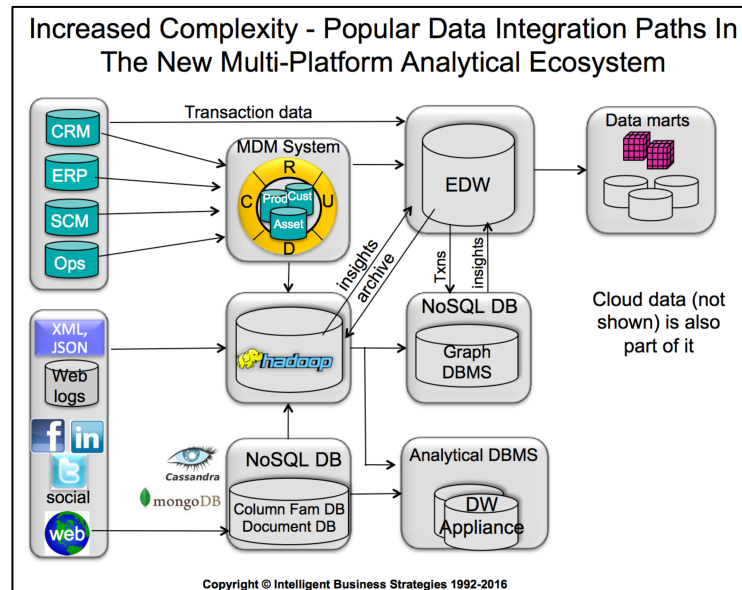 Increased Complexity - Popular Data Integration Paths In
The New Multi-Platform Analytical Ecosystem
CRM
ERP
SCM
Ops
Transaction data
MDM System
C
R
U
D
Prod
Cust
Asset
EDW
Data marts
insights
archive
Txns
insights
XML,
JSON
Web
logs
f
in
t
social
web
hadoop
NoSQL DB
Graph
DBMS
Cloud data (not
shown) is also
part of it
Cassandra
mongoDB
NoSQL DB
Column Fam DB
Document DB
Analytical DBMS
DW
Appliance
Copyright © Intelligent Business Strategies 1992-2016